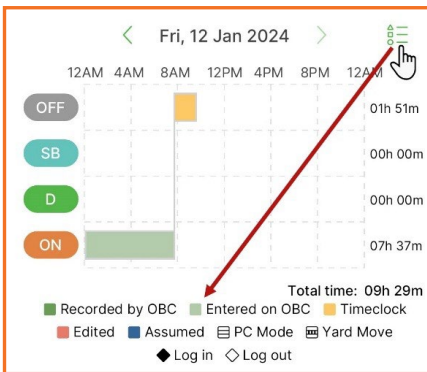 Fri, 12 Jan 2024
12AM 4AM 8AM 12PM 4PM 8PM 12AM
OFF 01h 51m
SB 00h 00m
D 00h 00m
ON 07h 37m
Total time: 09h 29m
Recorded by OBC Entered on OBC Timeclock
Edited Assumed PC Mode Yard Move
Log in Log out